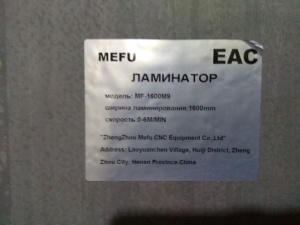 MEFU EAC
ЛАМИНАТОР
модель: MF-1600M9
ширина ламинирования:1600mm
скорость:0-6M/MIN
"ZhengZhou Mefu CNC Equipment Co.,Ltd"
Address: Laoyuanchen Village, Huiji District, Zheng
Zhou City, Henan Province.China